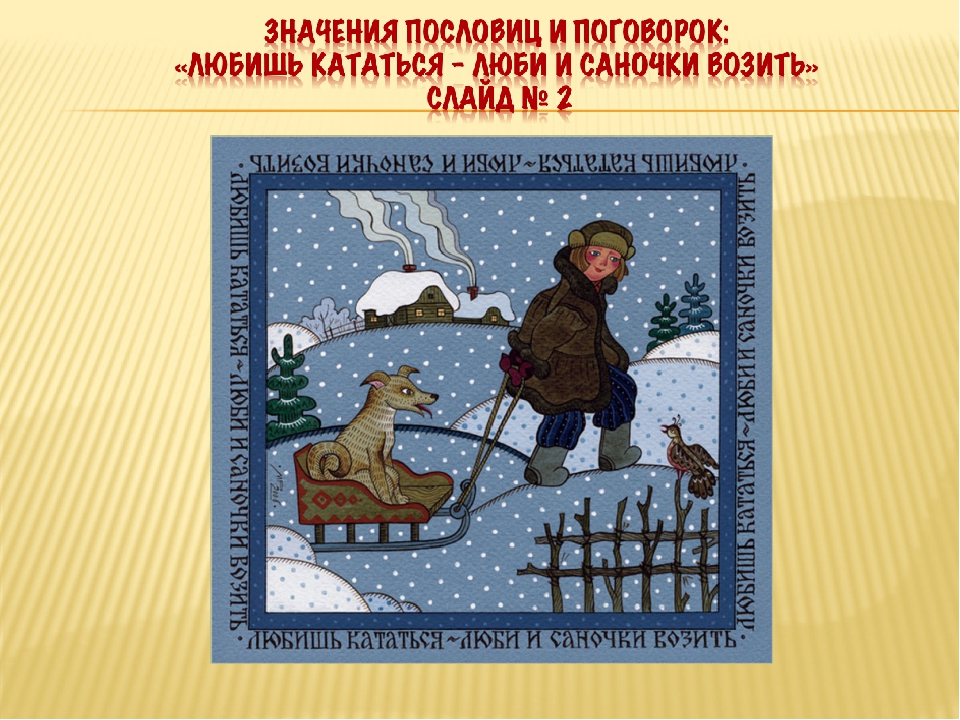 ЗНАЧЕНИЯ ПОСЛОВИЦ И ПОГОВОРОК:
«ЛЮБИШЬ КАТАТЬСЯ – ЛЮБИ И САНОЧКИ ВОЗИТЬ»
СЛАЙД № 2
ЛЮБИШЬ КАТАТЬСЯ~ЛЮБИ И САНОЧКИ ВОЗИТЬ
ЛЮБИШЬ КАТАТЬСЯ~ЛЮБИ И САНОЧКИ ВОЗИТЬ
ЛЮБИШЬ КАТАТЬСЯ~ЛЮБИ И САНОЧКИ ВОЗИТЬ
ЛЮБИШЬ КАТАТЬСЯ~ЛЮБИ И САНОЧКИ ВОЗИТЬ